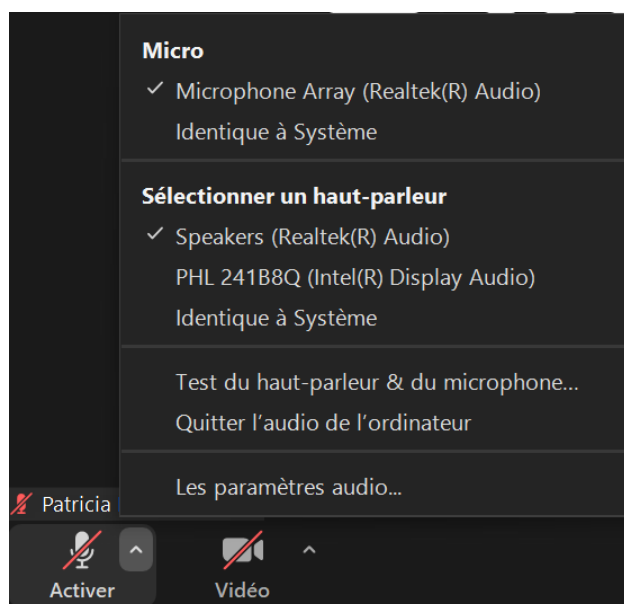 Micro
Microphone Array (Realtek(R) Audio)
Identique à Système
Sélectionner un haut-parleur
Speakers (Realtek(R) Audio)
PHL 241B8Q (Intel(R) Display Audio)
Identique à Système
Test du haut-parleur & du microphone...
Quitter l’audio de l’ordinateur
Les paramètres audio...
Patricia
Activer Vidéo